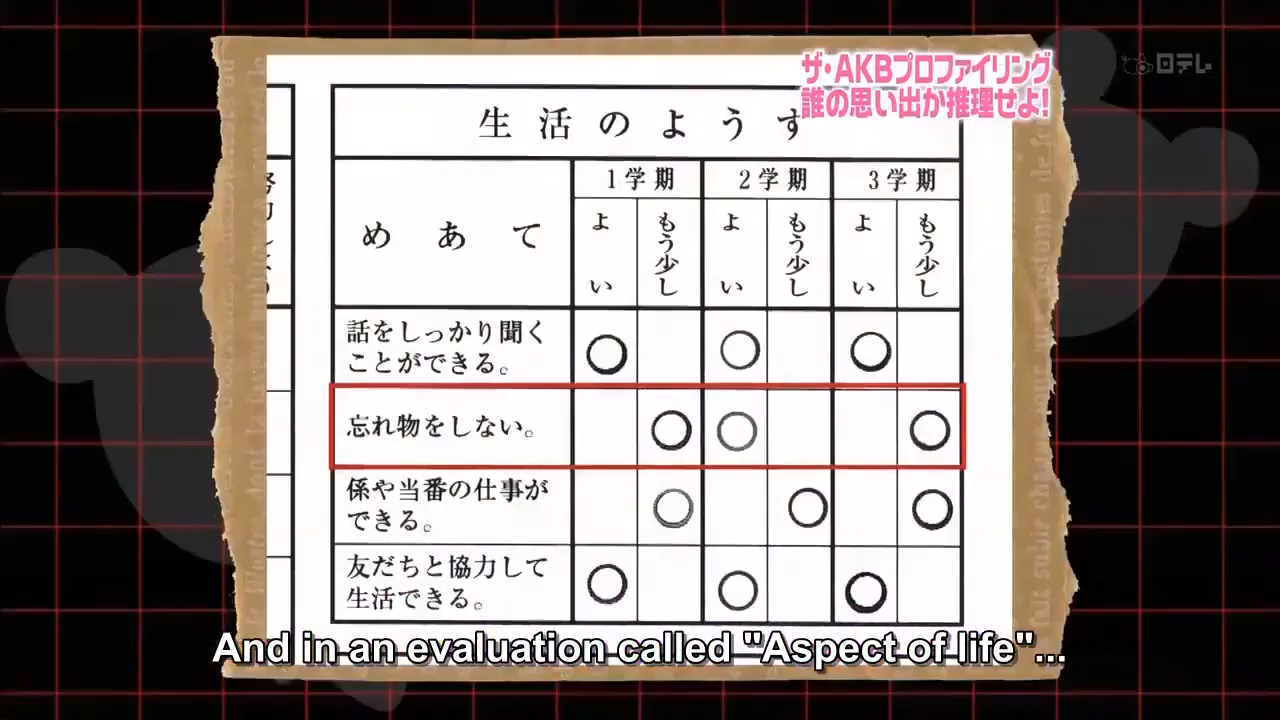 ザ・AKBプロファイリング
誰の思い出か推理せよ!
日テレ
生活のようす
めあて
1学期
2学期
3学期
よい
もう少し
よい
もう少し
よい
もう少し
話をしっかり聞く
ことができる。
忘れ物をしない。
係や当番の仕事が
できる。
友だちと協力して
生活できる。
And in an evaluation called "Aspect of life"...